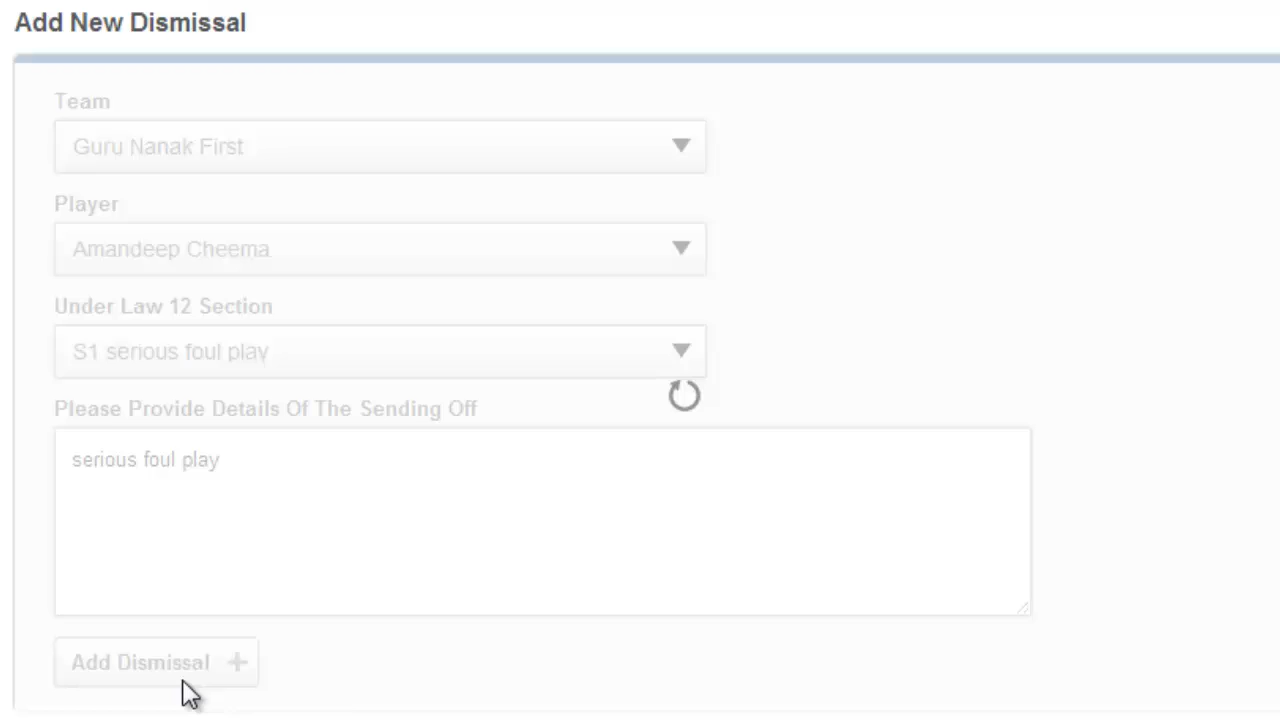 Add New Dismissal
Team
Guru Nanak First
Player
Amandeep Cheema
Under Law 12 Section
S1 serious foul play
Please Provide Details Of The Sending Off
serious foul play
Add Dismissal +